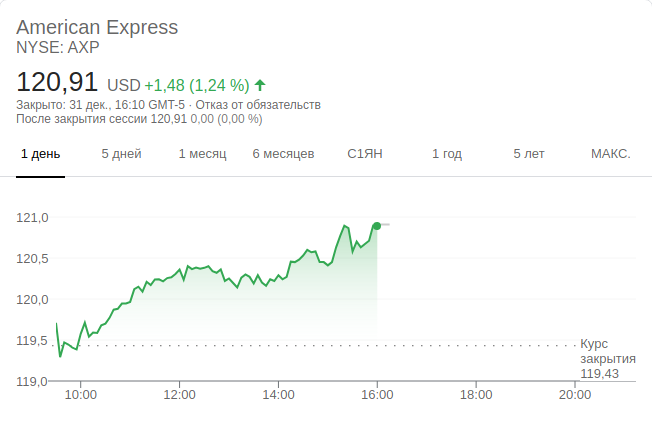 American Express
NYSE: AXP
120,91 USD +1,48 (1,24 %)
Закрыто: 31 дек., 16:10 GMT-5 · Отказ от обязательств
После закрытия сессии 120,91 0,00 (0,00 %)
1 день 5 дней 1 месяц 6 месяцев С1ЯН 1 год 5 лет МАКС.
121,0
120,5
120,0
119,5
119,0
Курс
закрытия
119,43
10:00 12:00 14:00 16:00 18:00 20:00